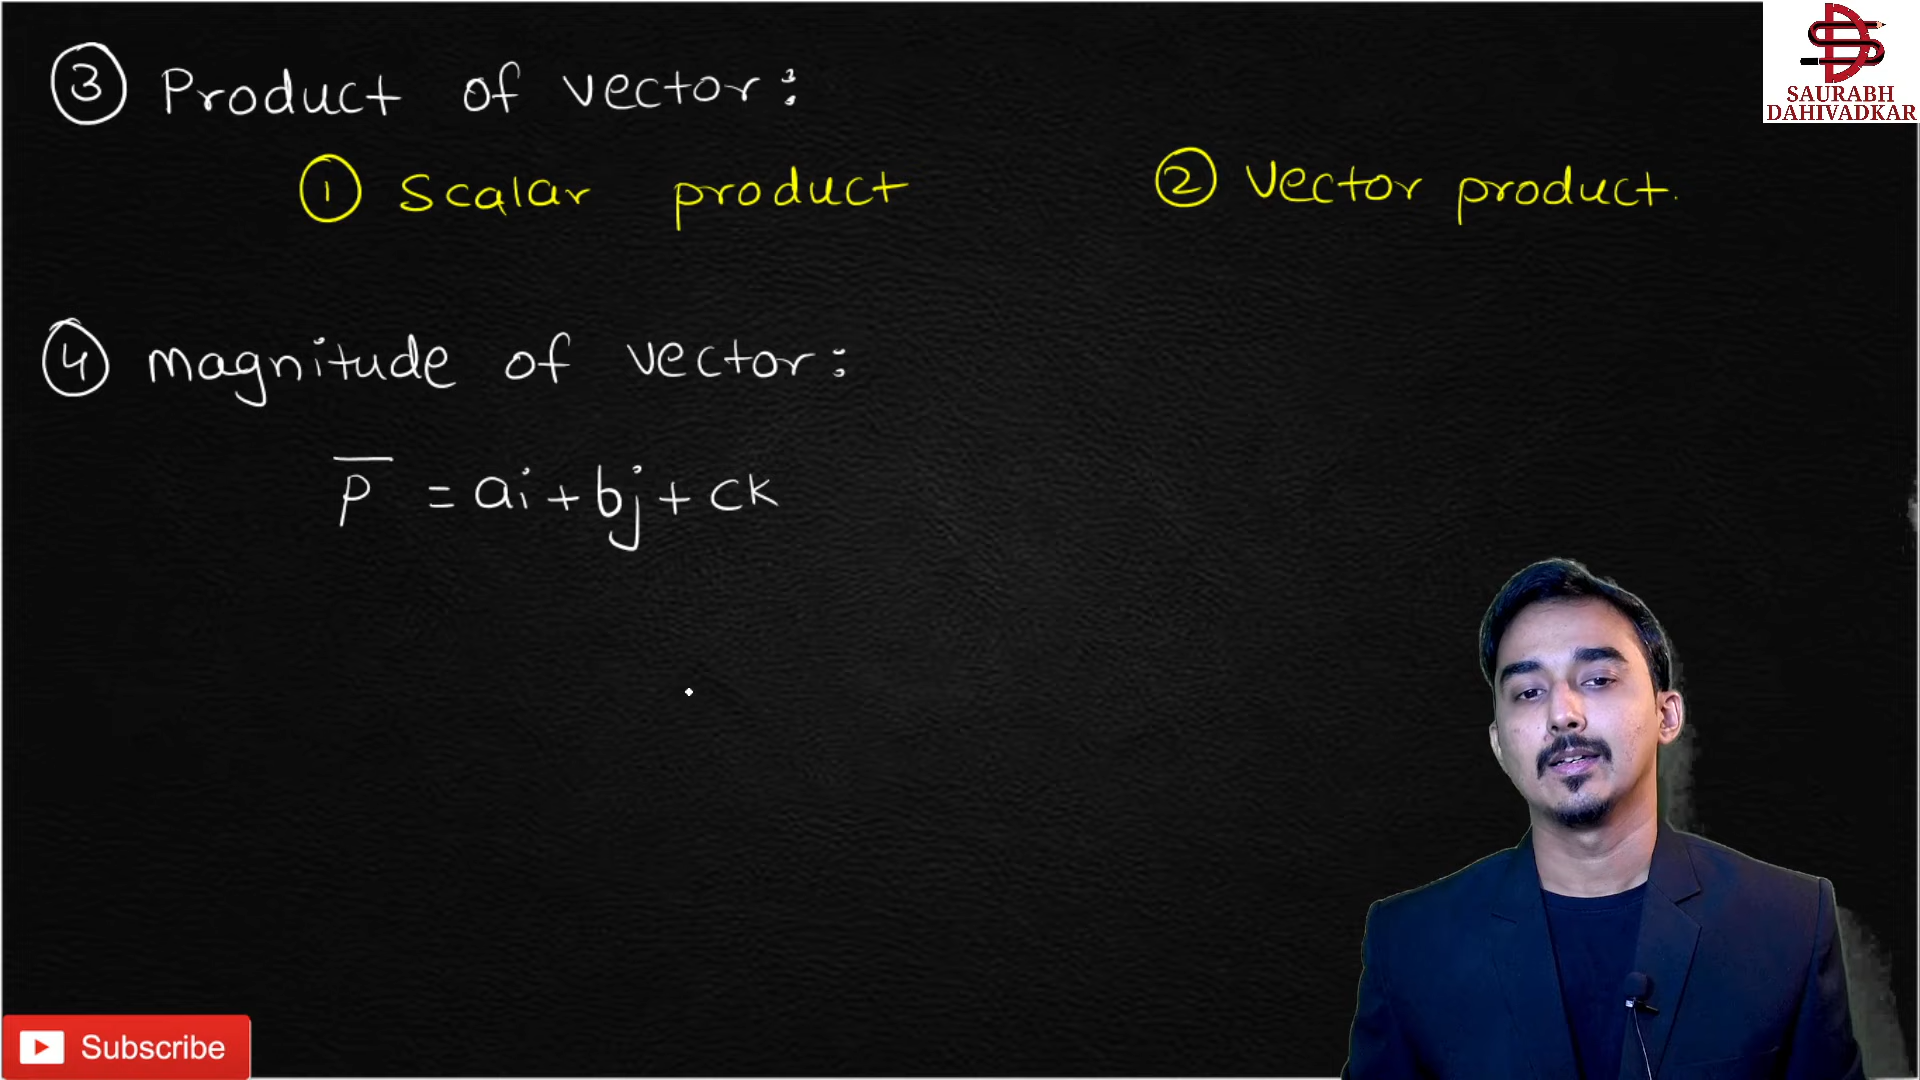 ③ Product of vector:
① Scalar product
② Vector product.
④ Magnitude of vector:
p̅ = ai + bj + ck
SAURABH
DAHIVADKAR
Subscribe